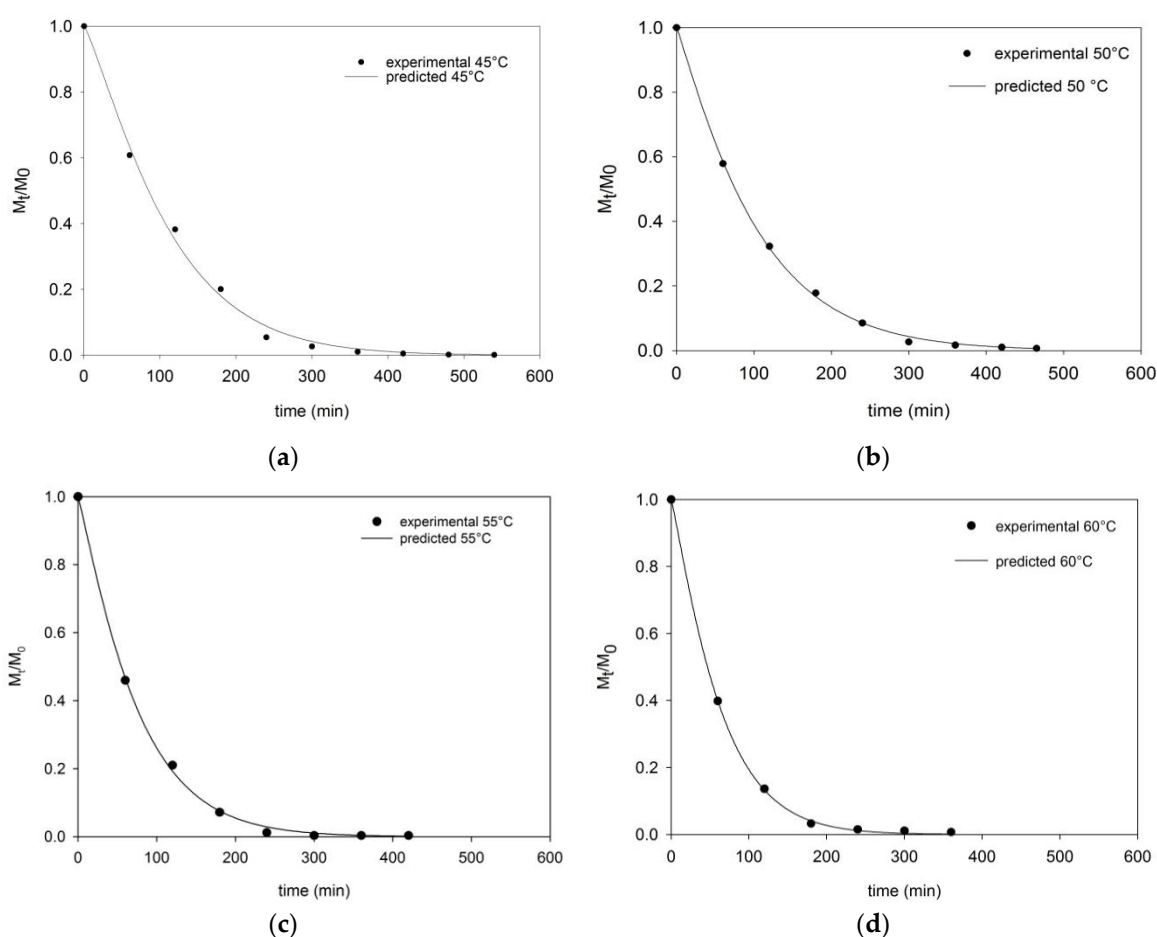 1.0
0.8
0.6
0.4
0.2
0.0
Mt/M0
experimental 45°C
predicted 45°C
0 100 200 300 400 500 600
time (min)
(a)
1.0
0.8
0.6
0.4
0.2
0.0
Mt/M0
experimental 50°C
predicted 50 °C
0 100 200 300 400 500 600
time (min)
(b)
1.0
0.8
0.6
0.4
0.2
0.0
Mt/M0
experimental 55°C
predicted 55°C
0 100 200 300 400 500 600
time (min)
(c)
1.0
0.8
0.6
0.4
0.2
0.0
Mt/M0
experimental 60°C
predicted 60°C
0 100 200 300 400 500 600
time (min)
(d)